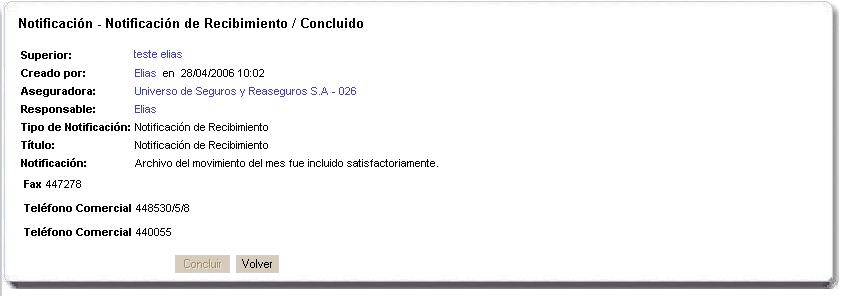 Notificación - Notificación de Recibimiento / Concluido
Superior: teste elias
Creado por: Elias en 28/04/2006 10:02
Aseguradora: Universo de Seguros y Reaseguros S.A - 026
Responsable: Elias
Tipo de Notificación: Notificación de Recibimiento
Título: Notificación de Recibimiento
Notificación: Archivo del movimiento del mes fue incluido satisfactoriamente.
Fax 447278
Teléfono Comercial 448530/5/8
Teléfono Comercial 440055
Concluir Volver